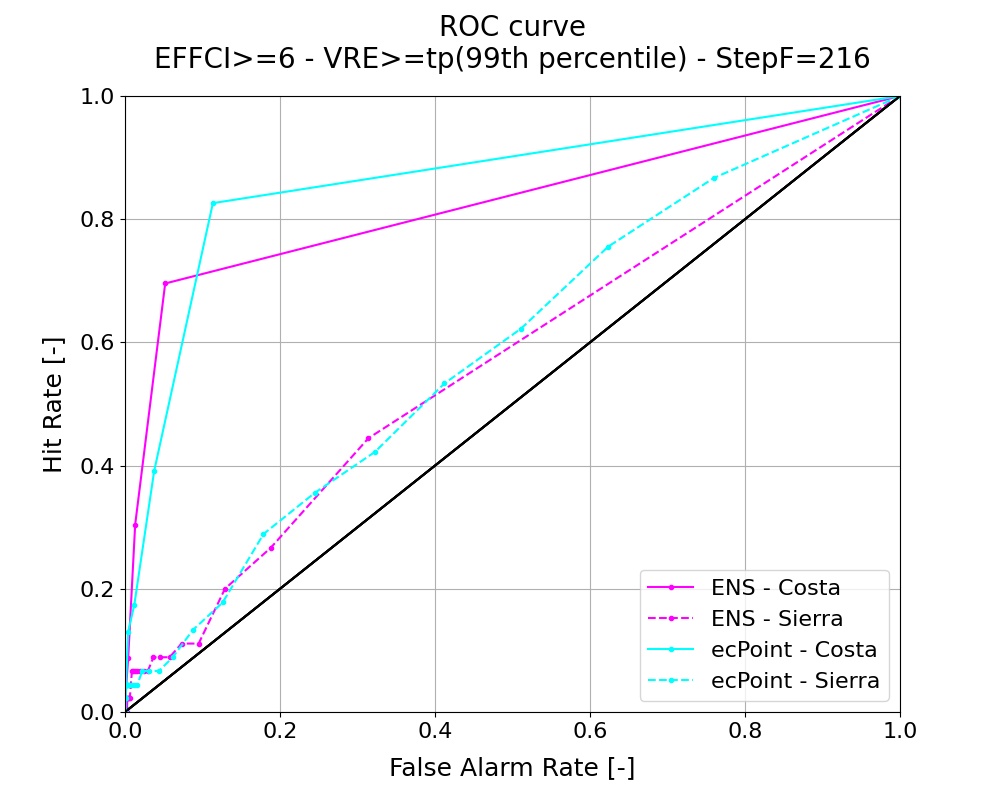 ROC curve
EFFCI>=6 - VRE>=tp(99th percentile) - StepF=216
1.0
0.8
0.6
0.4
0.2
0.0
Hit Rate [-]
0.0 0.2 0.4 0.6 0.8 1.0
False Alarm Rate [-]
ENS - Costa
ENS - Sierra
ecPoint - Costa
ecPoint - Sierra